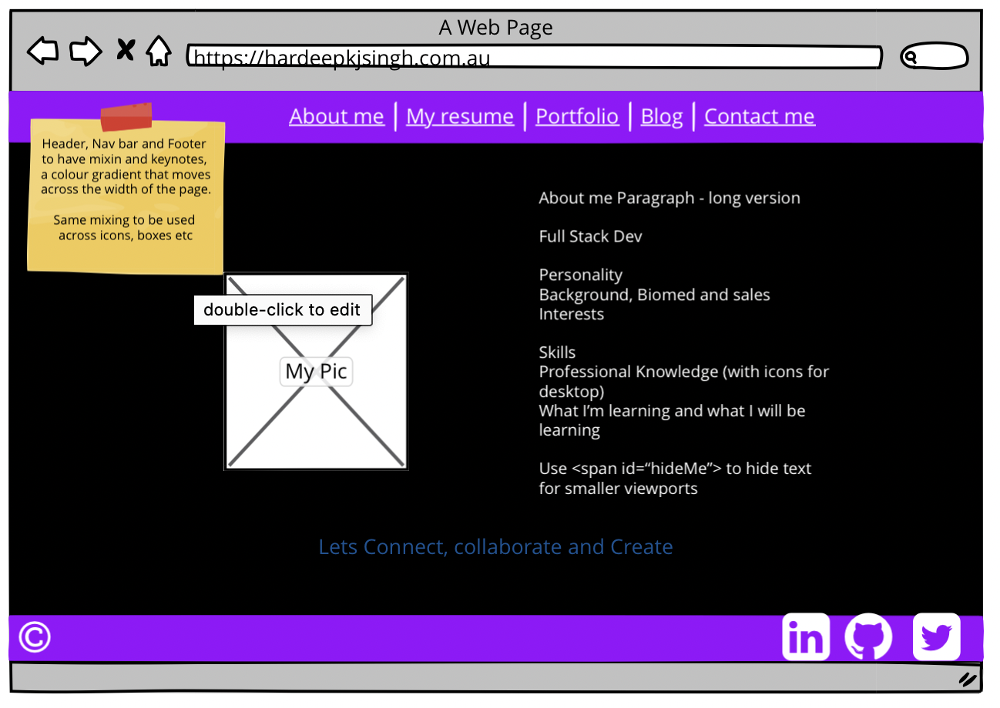 A Web Page
https://hardeepkjsingh.com.au
About me | My resume | Portfolio | Blog | Contact me
Header, Nav bar and Footer
to have mixin and keynotes,
a colour gradient that moves
across the width of the page.
Same mixing to be used
across icons, boxes etc
About me Paragraph - long version
Full Stack Dev
Personality
Background, Biomed and sales
Interests
Skills
Professional Knowledge (with icons for
desktop)
What I’m learning and what I will be
learning
Use <span id=“hideMe”> to hide text
for smaller viewports
double-click to edit
My Pic
Lets Connect, collaborate and Create
©
in